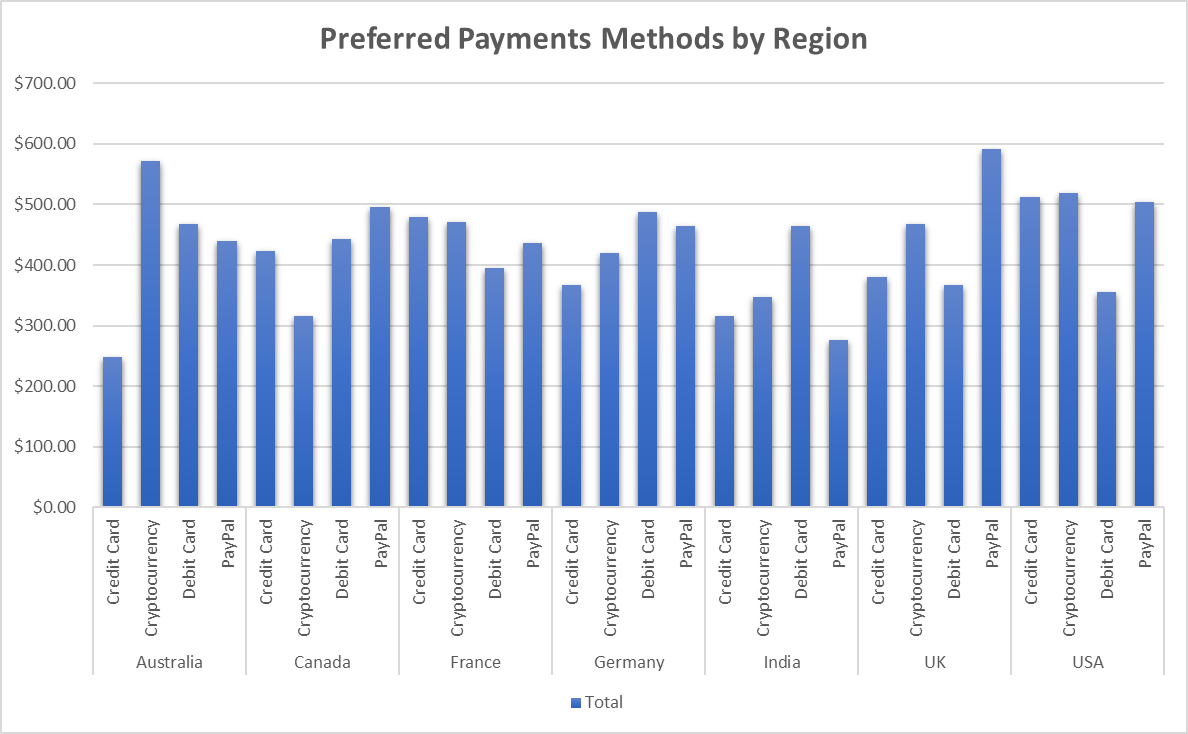 Preferred Payments Methods by Region
$700.00
$600.00
$500.00
$400.00
$300.00
$200.00
$100.00
$0.00
Credit Card
Cryptocurrency
Debit Card
PayPal
Credit Card
Cryptocurrency
Debit Card
PayPal
Credit Card
Cryptocurrency
Debit Card
PayPal
Credit Card
Cryptocurrency
Debit Card
PayPal
Credit Card
Cryptocurrency
Debit Card
PayPal
Credit Card
Cryptocurrency
Debit Card
PayPal
Credit Card
Cryptocurrency
Debit Card
PayPal
Australia
Canada
France
Germany
India
UK
USA
Total